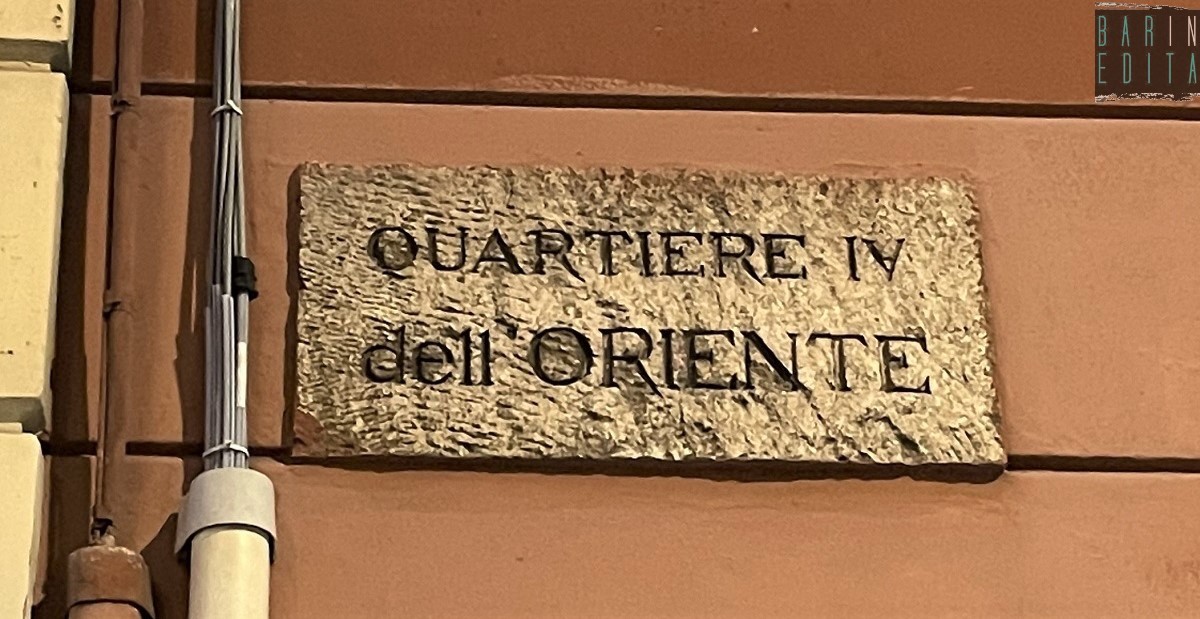 BARIN
EDITA
QUARTIERE IV
dell'ORIENTE